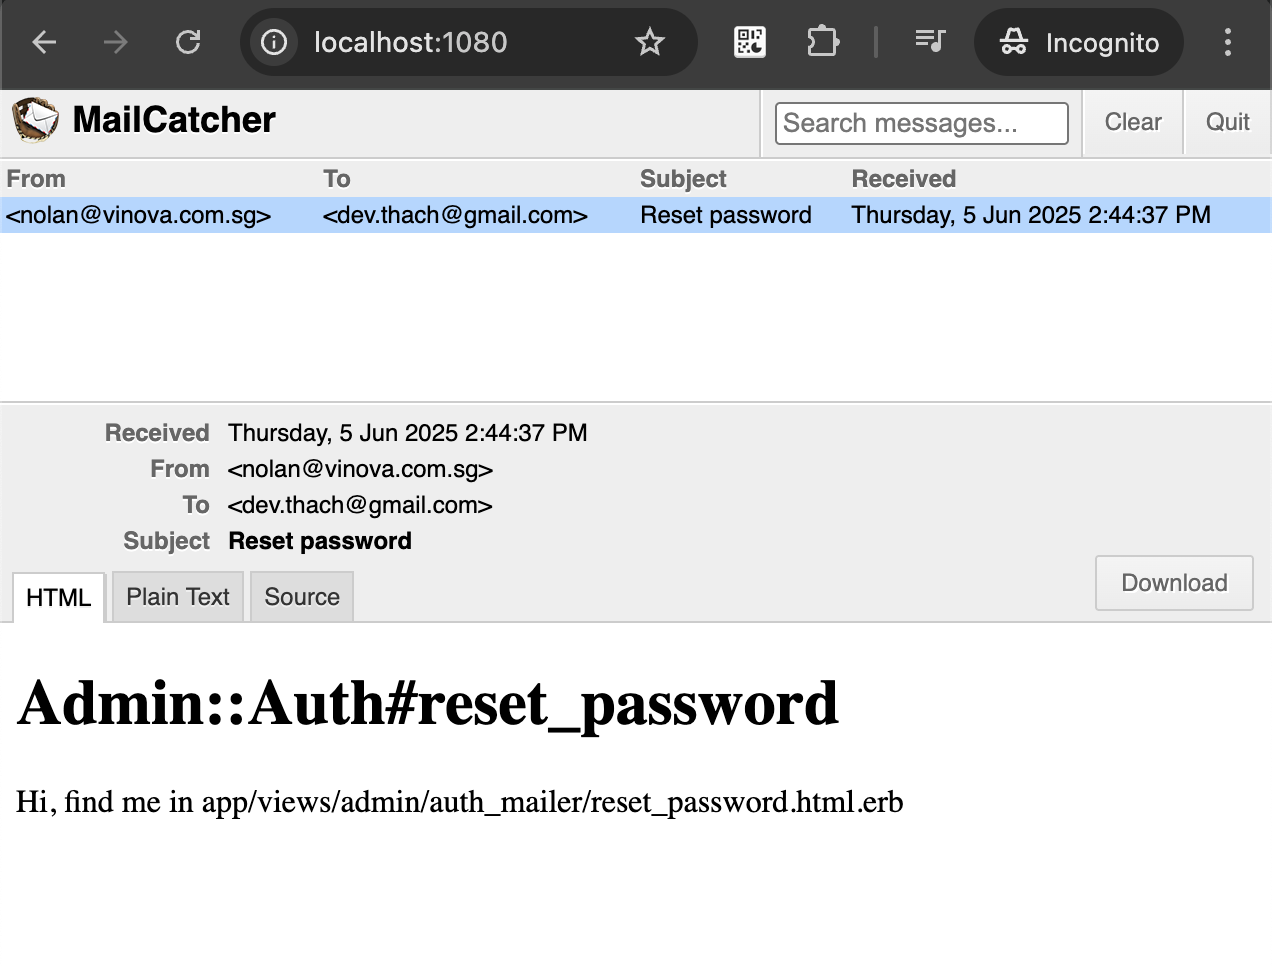 localhost:1080
Incognito
MailCatcher
Search messages...
Clear
Quit
From To Subject Received
<nolan@vinova.com.sg> <dev.thach@gmail.com> Reset password Thursday, 5 Jun 2025 2:44:37 PM
Received Thursday, 5 Jun 2025 2:44:37 PM
From <nolan@vinova.com.sg>
To <dev.thach@gmail.com>
Subject Reset password
HTML Plain Text Source
Download
Admin::Auth#reset_password
Hi, find me in app/views/admin/auth_mailer/reset_password.html.erb